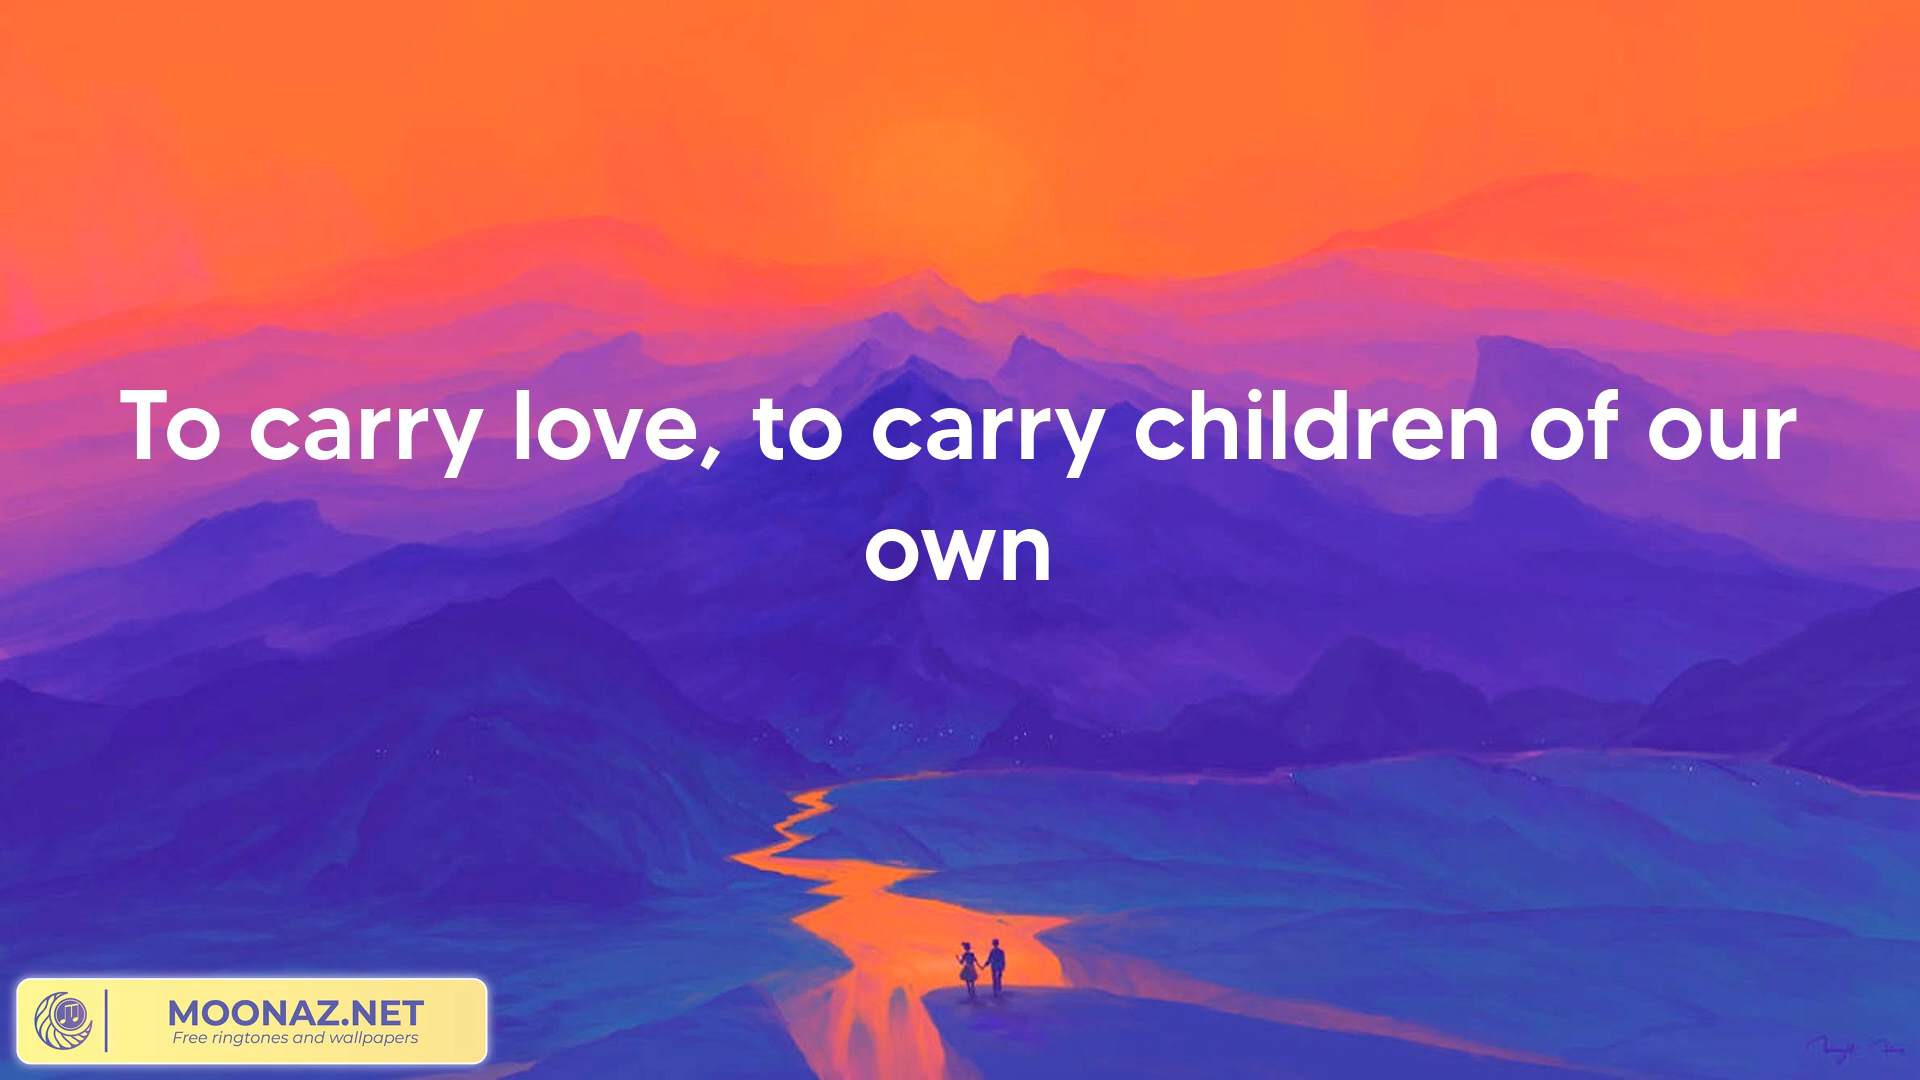 To carry love, to carry children of our
own
MOONAZ.NET
Free ringtones and wallpapers